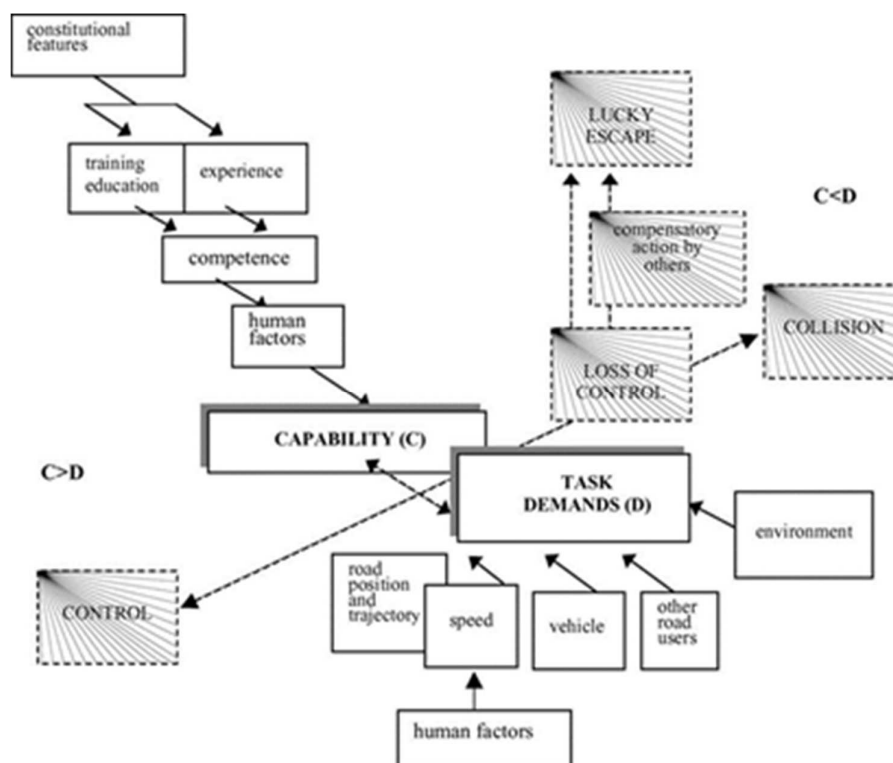 constitutional
features
LUCKY
ESCAPE
training
education
experience
C<D
compensatory
action by
others
competence
human
factors
COLLISION
LOSS OF
CONTROL
CAPABILITY (C)
C>D
TASK
DEMANDS (D)
environment
road
position
and
trajectory
speed
vehicle
other
road
users
CONTROL
human factors